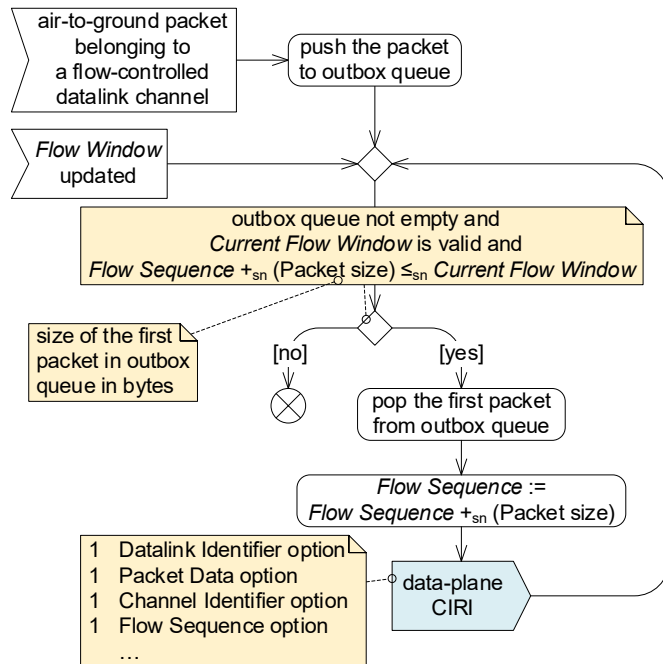 air-to-ground packet
belonging to
a flow-controlled
datalink channel
push the packet
to outbox queue
Flow Window
updated
outbox queue not empty and
Current Flow Window is valid and
Flow Sequence +sn (Packet size) ≤sn Current Flow Window
size of the first
packet in outbox
queue in bytes
[no]
[yes]
pop the first packet
from outbox queue
Flow Sequence :=
Flow Sequence +sn (Packet size)
1 Datalink Identifier option
1 Packet Data option
1 Channel Identifier option
1 Flow Sequence option
...
data-plane
CIRI